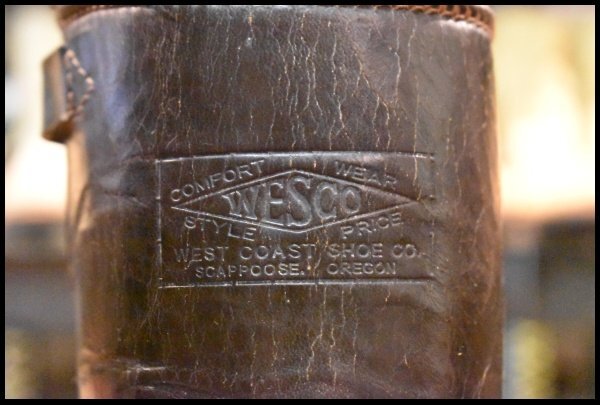 COMFORT WEAR
WESCO
STYLE PRICE
WEST COAST SHOE CO.
SCAPPOOSE, OREGON